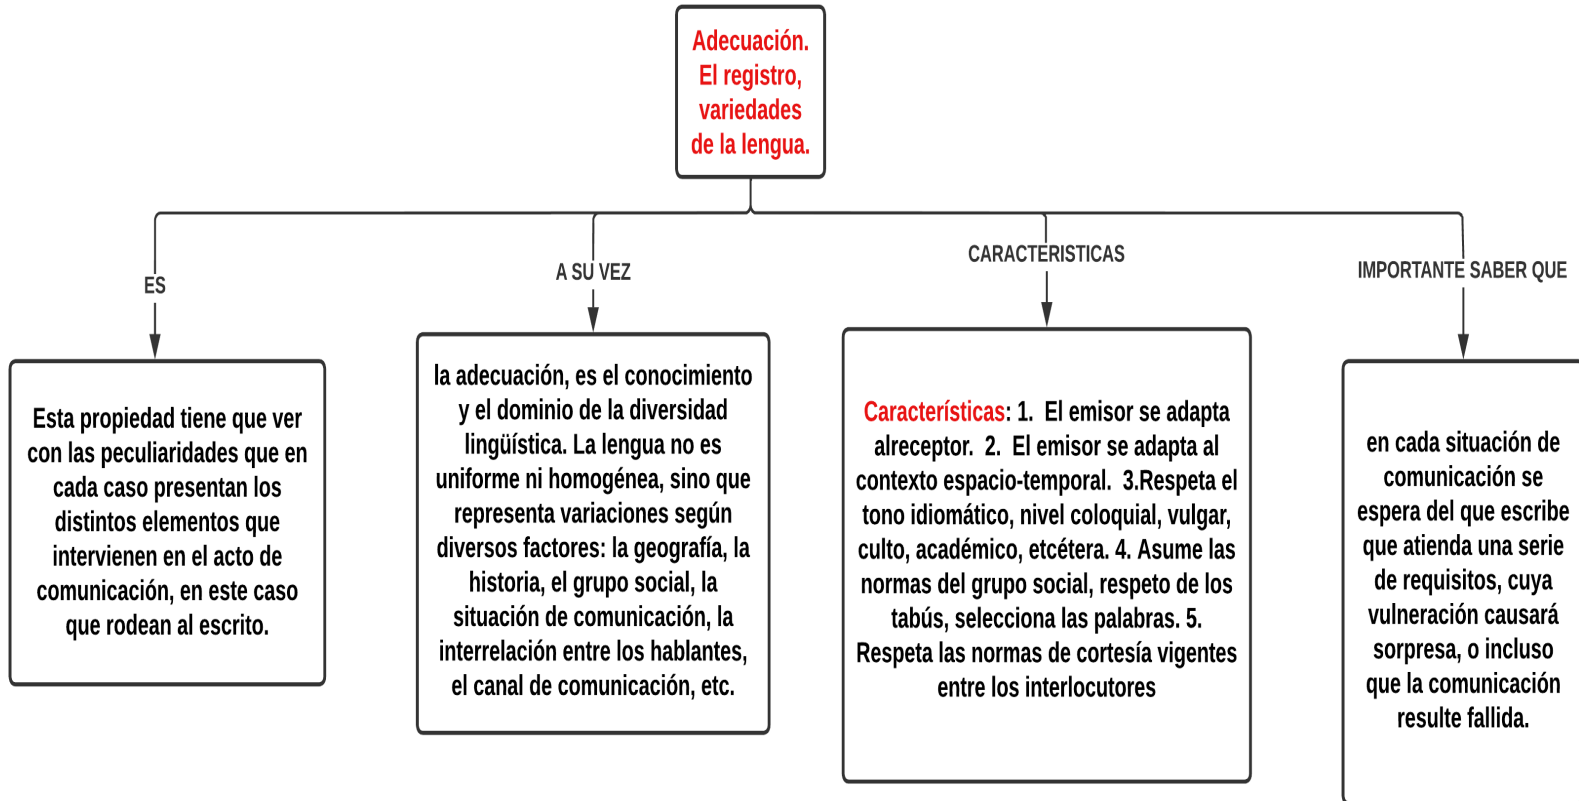 Adecuación.
El registro,
variedades
de la lengua.
ES
A SU VEZ
CARACTERISTICAS
IMPORTANTE SABER QUE
Esta propiedad tiene que ver
con las peculiaridades que en
cada caso presentan los
distintos elementos que
intervienen en el acto de
comunicación, en este caso
que rodean al escrito.
la adecuación, es el conocimiento
y el dominio de la diversidad
lingüística. La lengua no es
uniforme ni homogénea, sino que
representa variaciones según
diversos factores: la geografía, la
historia, el grupo social, la
situación de comunicación, la
interrelación entre los hablantes,
el canal de comunicación, etc.
Características: 1. El emisor se adapta
alreceptor. 2. El emisor se adapta al
contexto espacio-temporal. 3.Respeta el
tono idiomático, nivel coloquial, vulgar,
culto, académico, etcétera. 4. Asume las
normas del grupo social, respeto de los
tabús, selecciona las palabras. 5.
Respeta las normas de cortesía vigentes
entre los interlocutores
en cada situación de
comunicación se
espera del que escribe
que atienda una serie
de requisitos, cuya
vulneración causará
sorpresa, o incluso
que la comunicación
resulte fallida.